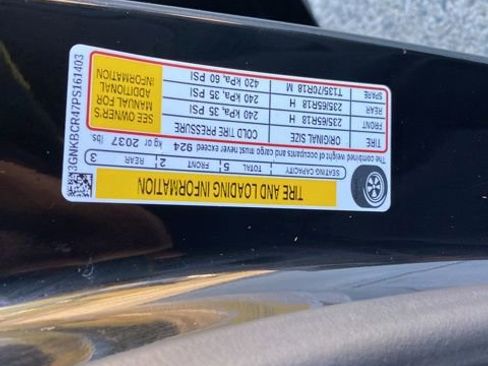 TIRE AND LOADING INFORMATION
SEATING CAPACITY TOTAL 5 FRONT 2 REAR 3
The combined weight of occupants and cargo must never exceed 924 kg or 2037 lbs
TIRE ORIGINAL SIZE COLD TIRE PRESSURE
FRONT 235/65R18 H 240 kPa, 35 PSI
REAR 235/65R18 H 240 kPa, 35 PSI
SPARE T135/70R18 M 420 kPa, 60 PSI
SEE OWNER'S
MANUAL FOR
ADDITIONAL
INFORMATION
3GNKBCR47PS161403